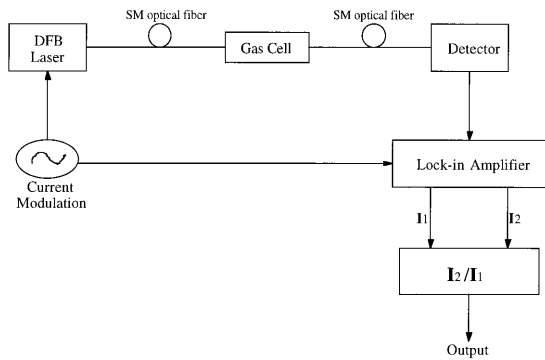 SM optical fiber
SM optical fiber
DFB
Laser
Gas Cell
Detector
Current
Modulation
Lock-in Amplifier
I1
I2
I2/I1
Output